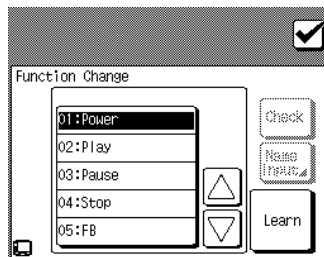 Function Change
01:Power
02:Play
03:Pause
04:Stop
05:FB
Check
Name
Input
Learn